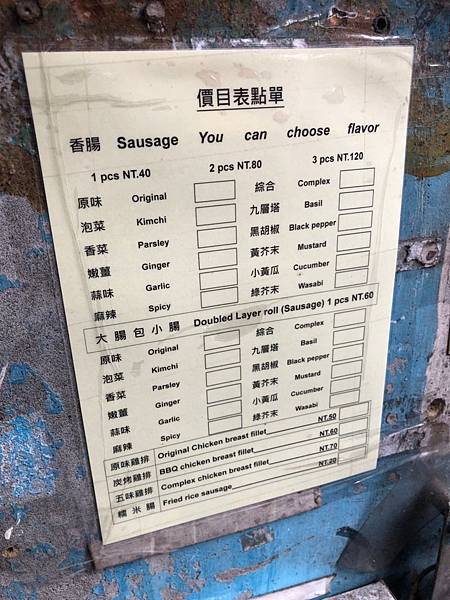 價目表點單
香腸 Sausage You can choose flavor
1 pcs NT.40 2 pcs NT.80 3 pcs NT.120
原味 Original 綜合 Complex
泡菜 Kimchi 九層塔 Basil
香菜 Parsley 黑胡椒 Black pepper
嫩薑 Ginger 黃芥末 Mustard
蒜味 Garlic 小黃瓜 Cucumber
麻辣 Spicy 綠芥末 Wasabi
大腸包小腸 Doubled Layer roll (Sausage) 1 pcs NT.60
原味 Original 綜合 Complex
泡菜 Kimchi 九層塔 Basil
香菜 Parsley 黑胡椒 Black pepper
嫩薑 Ginger 黃芥末 Mustard
蒜味 Garlic 小黃瓜 Cucumber
麻辣 Spicy 綠芥末 Wasabi
原味雞排 Original Chicken breast fillet NT.50
炭烤雞排 BBQ chicken breast fillet NT.60
五味雞排 Complex chicken breast fillet NT.70
糯米腸 Fried rice sausage NT.20